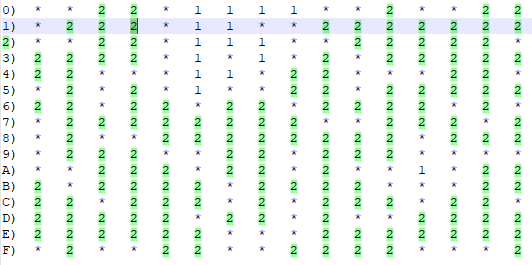 0) * * 2 2 * 1 1 1 1 * * 2 * * 2 2
1) * 2 2 2 * 1 1 * * 2 2 2 2 2 2 2
2) * * 2 2 * 1 1 1 * * 2 2 2 2 2 *
3) 2 2 2 2 * 1 * 1 * 2 * 2 2 2 2 2
4) 2 2 * * * 1 1 * 2 2 * * * 2 2 *
5) * 2 * 2 * 1 * * 2 2 * 2 2 2 2 2
6) 2 2 * 2 2 * 2 2 * 2 2 2 2 * 2 *
7) * 2 2 2 * 2 2 2 2 * * 2 2 2 * 2
8) * 2 * * 2 2 2 2 2 2 2 2 * 2 2 2
9) * 2 2 2 * * 2 2 * 2 2 2 * * * *
A) * * 2 2 2 * 2 2 * 2 * * 1 * 2 2
B) 2 * 2 2 2 2 * 2 2 2 2 * * * 2 2
C) 2 2 * 2 2 * 2 2 * 2 * * 2 * 2 *
D) 2 2 2 2 2 * 2 2 * 2 * * 2 2 2 2
E) 2 2 2 2 2 2 * * * 2 2 2 * 2 2 2
F) * 2 * * 2 2 * * 2 2 2 2 * * 2 *